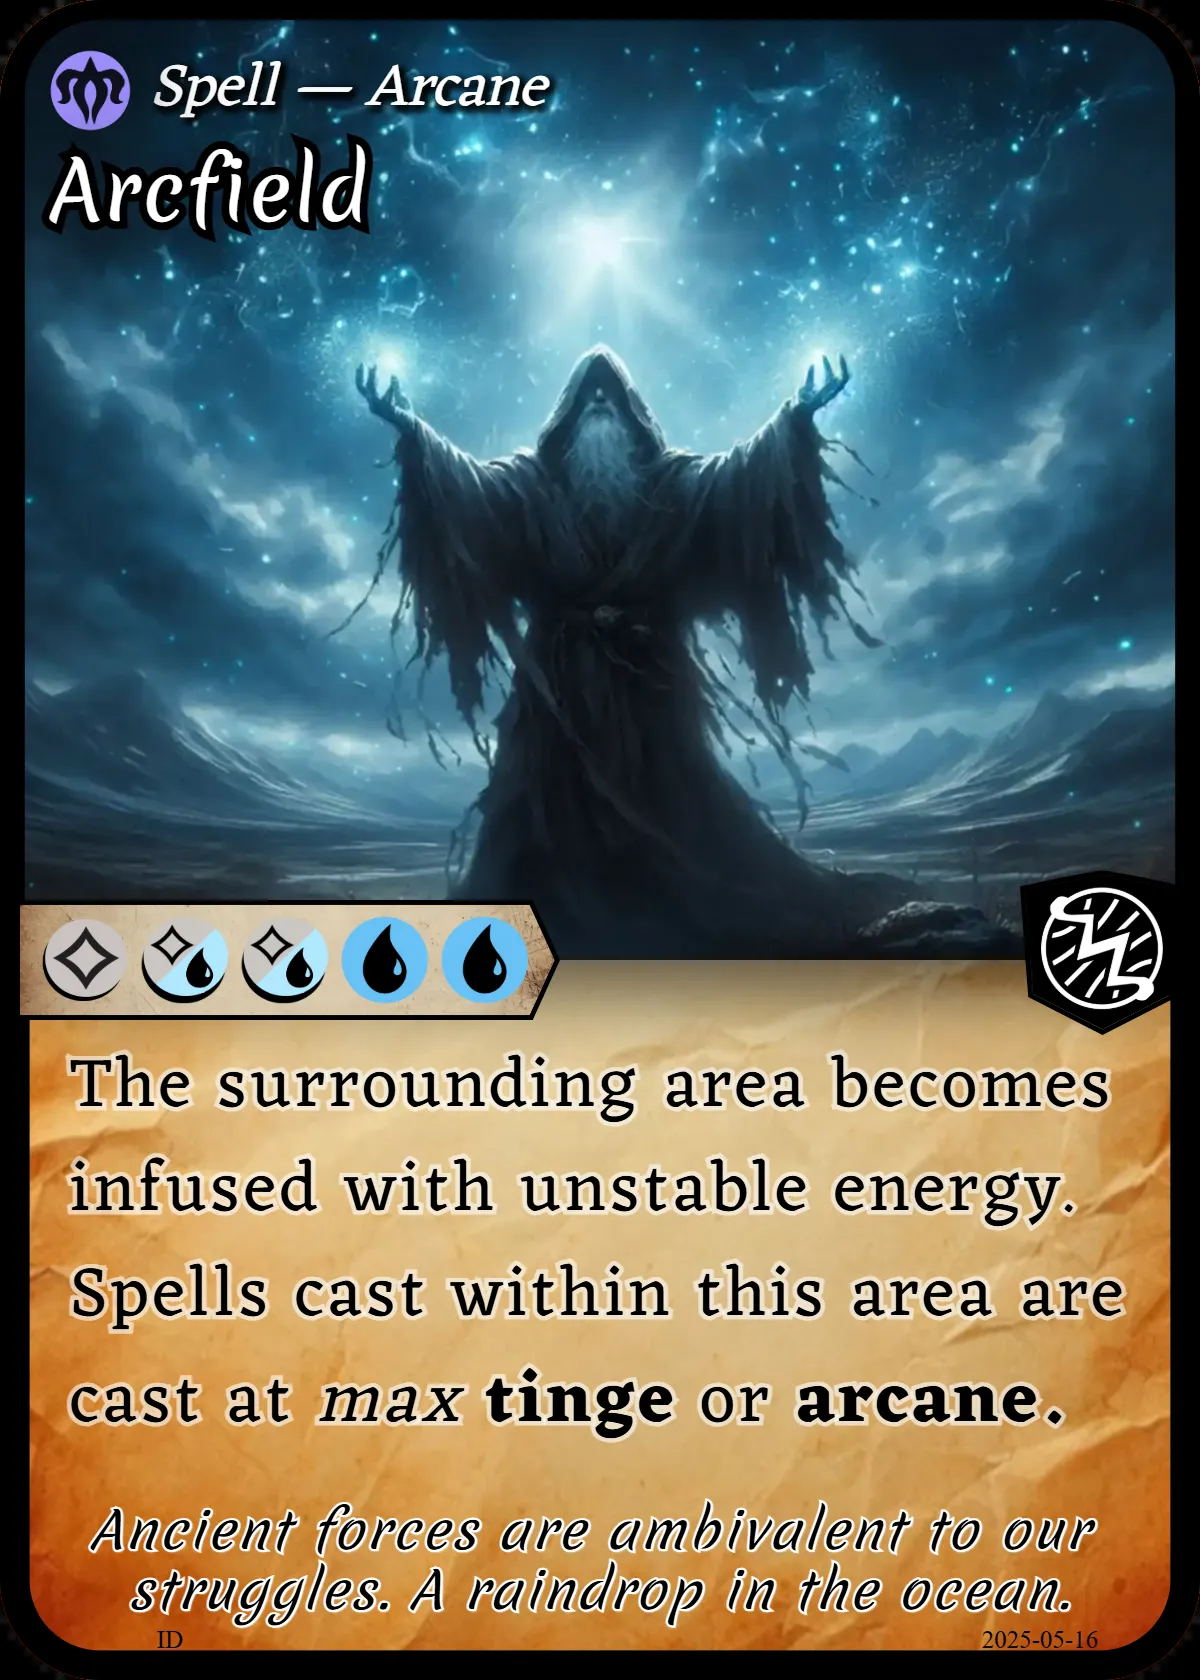 Spell — Arcane
Arcfield
The surrounding area becomes
infused with unstable energy.
Spells cast within this area are
cast at max tinge or arcane.
Ancient forces are ambivalent to our
struggles. A raindrop in the ocean.
ID
2025-05-16